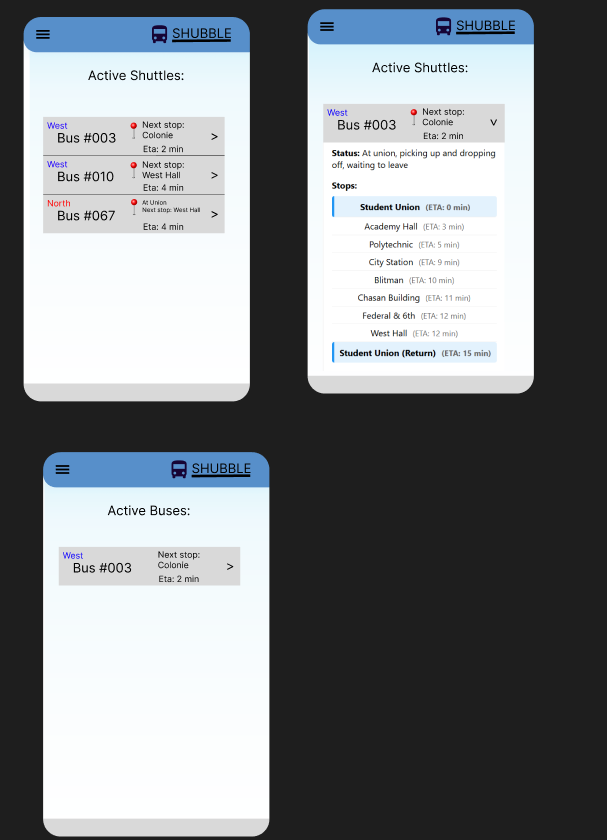 SHUBBLE
Active Shuttles:
West
Bus #003
Next stop:
Colonie
Eta: 2 min
>
West
Bus #010
Next stop:
West Hall
Eta: 4 min
>
North
Bus #067
At Union
Next stop: West Hall
Eta: 4 min
>
SHUBBLE
Active Shuttles:
West
Bus #003
Next stop:
Colonie
Eta: 2 min
>
Status: At union, picking up and dropping
off, waiting to leave
Stops:
Student Union (ETA: 0 min)
Academy Hall (ETA: 3 min)
Polytechnic (ETA: 5 min)
City Station (ETA: 9 min)
Blitman (ETA: 10 min)
Chasan Building (ETA: 11 min)
Federal & 6th (ETA: 12 min)
West Hall (ETA: 12 min)
Student Union (Return) (ETA: 15 min)
SHUBBLE
Active Buses:
West
Bus #003
Next stop:
Colonie
Eta: 2 min
>